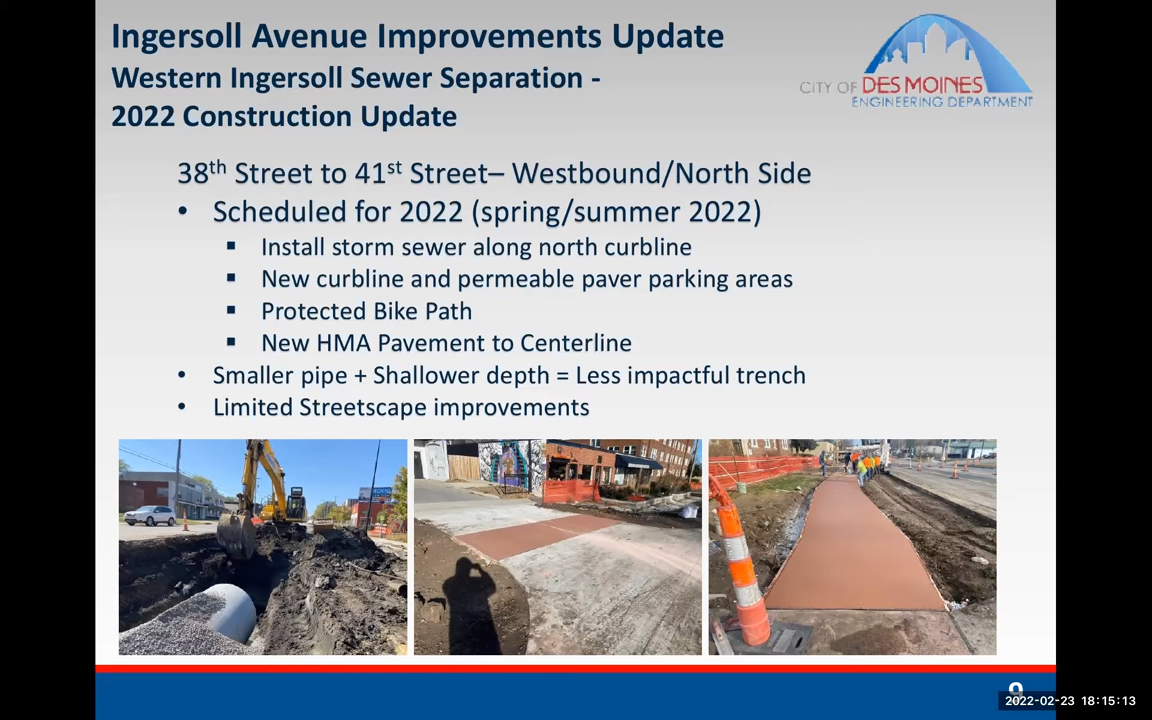 Ingersoll Avenue Improvements Update
Western Ingersoll Sewer Separation -
2022 Construction Update
CITY OF DES MOINES
ENGINEERING DEPARTMENT
38th Street to 41st Street– Westbound/North Side
• Scheduled for 2022 (spring/summer 2022)
▪ Install storm sewer along north curbline
▪ New curbline and permeable paver parking areas
▪ Protected Bike Path
▪ New HMA Pavement to Centerline
• Smaller pipe + Shallower depth = Less impactful trench
• Limited Streetscape improvements
9
2022-02-23 18:15:13